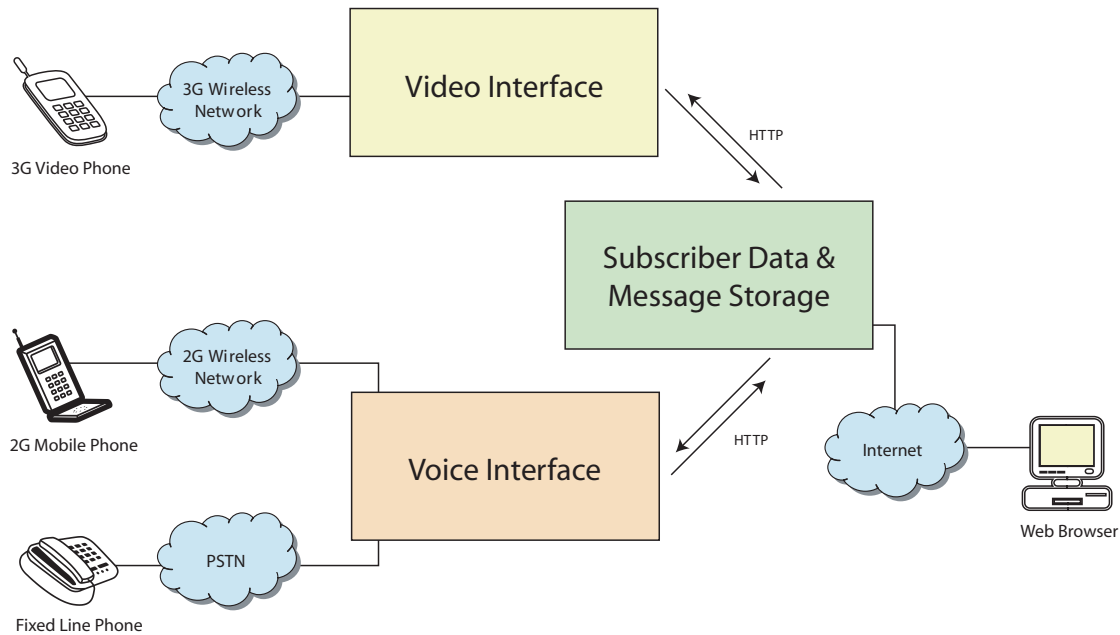 3G Wireless
Network
Video Interface
HTTP
3G Video Phone
Subscriber Data &
Message Storage
2G Wireless
Network
2G Mobile Phone
HTTP
Voice Interface
Internet
Web Browser
PSTN
Fixed Line Phone